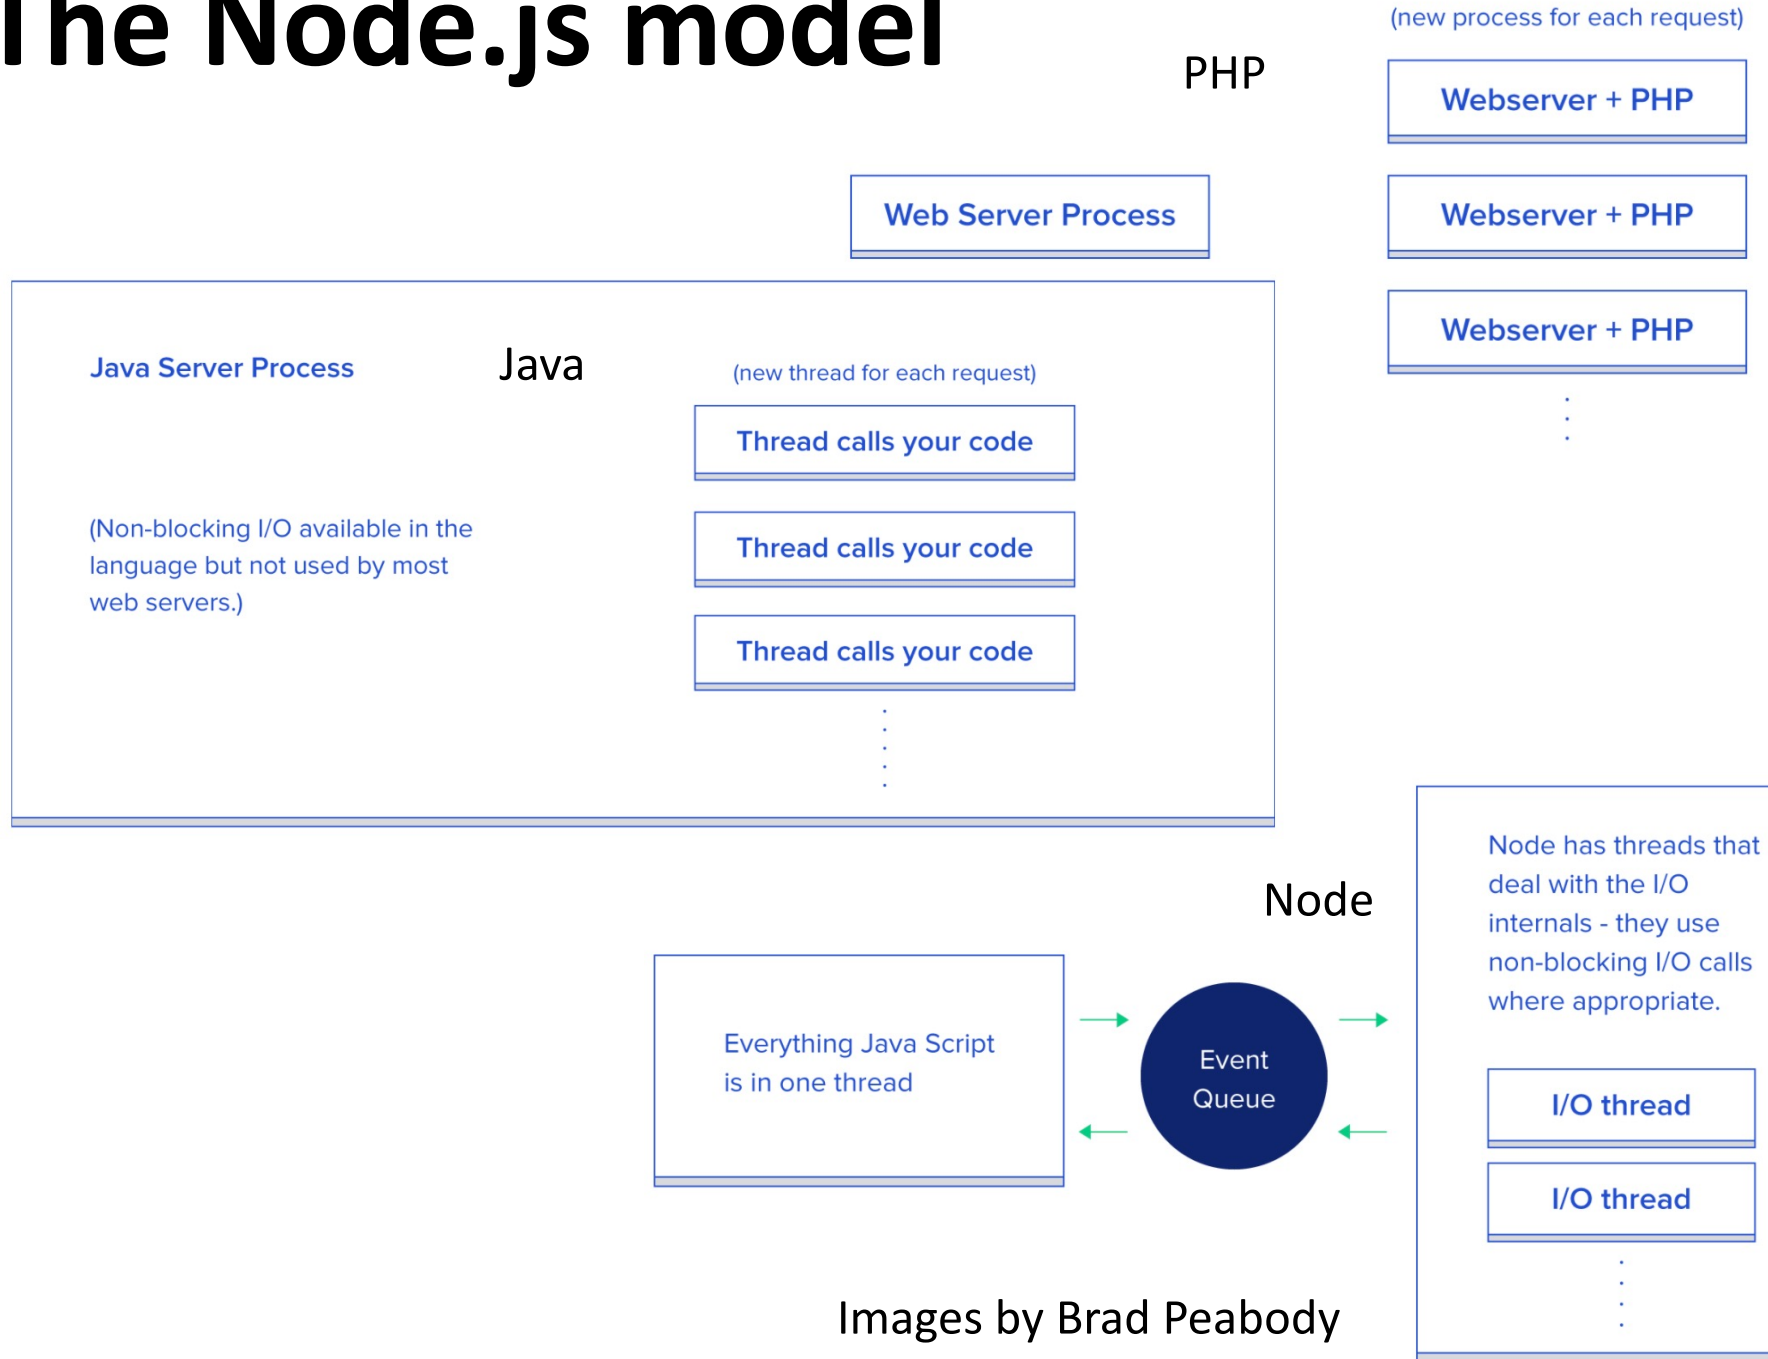 The Node.js model
(new process for each request)
PHP
Webserver + PHP
Web Server Process
Webserver + PHP
Webserver + PHP
Java Server Process
Java
(new thread for each request)
Thread calls your code
(Non-blocking I/O available in the
language but not used by most
web servers.)
Thread calls your code
Thread calls your code
Node
Everything Java Script
is in one thread
Event
Queue
Node has threads that
deal with the I/O
internals - they use
non-blocking I/O calls
where appropriate.
I/O thread
I/O thread
Images by Brad Peabody